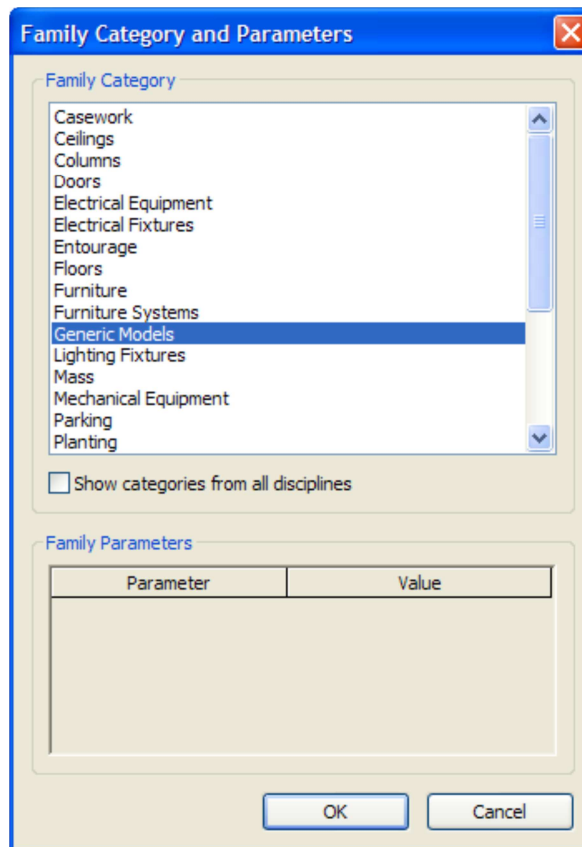 Family Category and Parameters
Family Category
Casework
Ceilings
Columns
Doors
Electrical Equipment
Electrical Fixtures
Entourage
Floors
Furniture
Furniture Systems
Generic Models
Lighting Fixtures
Mass
Mechanical Equipment
Parking
Planting
Show categories from all disciplines
Family Parameters
Parameter Value
OK Cancel